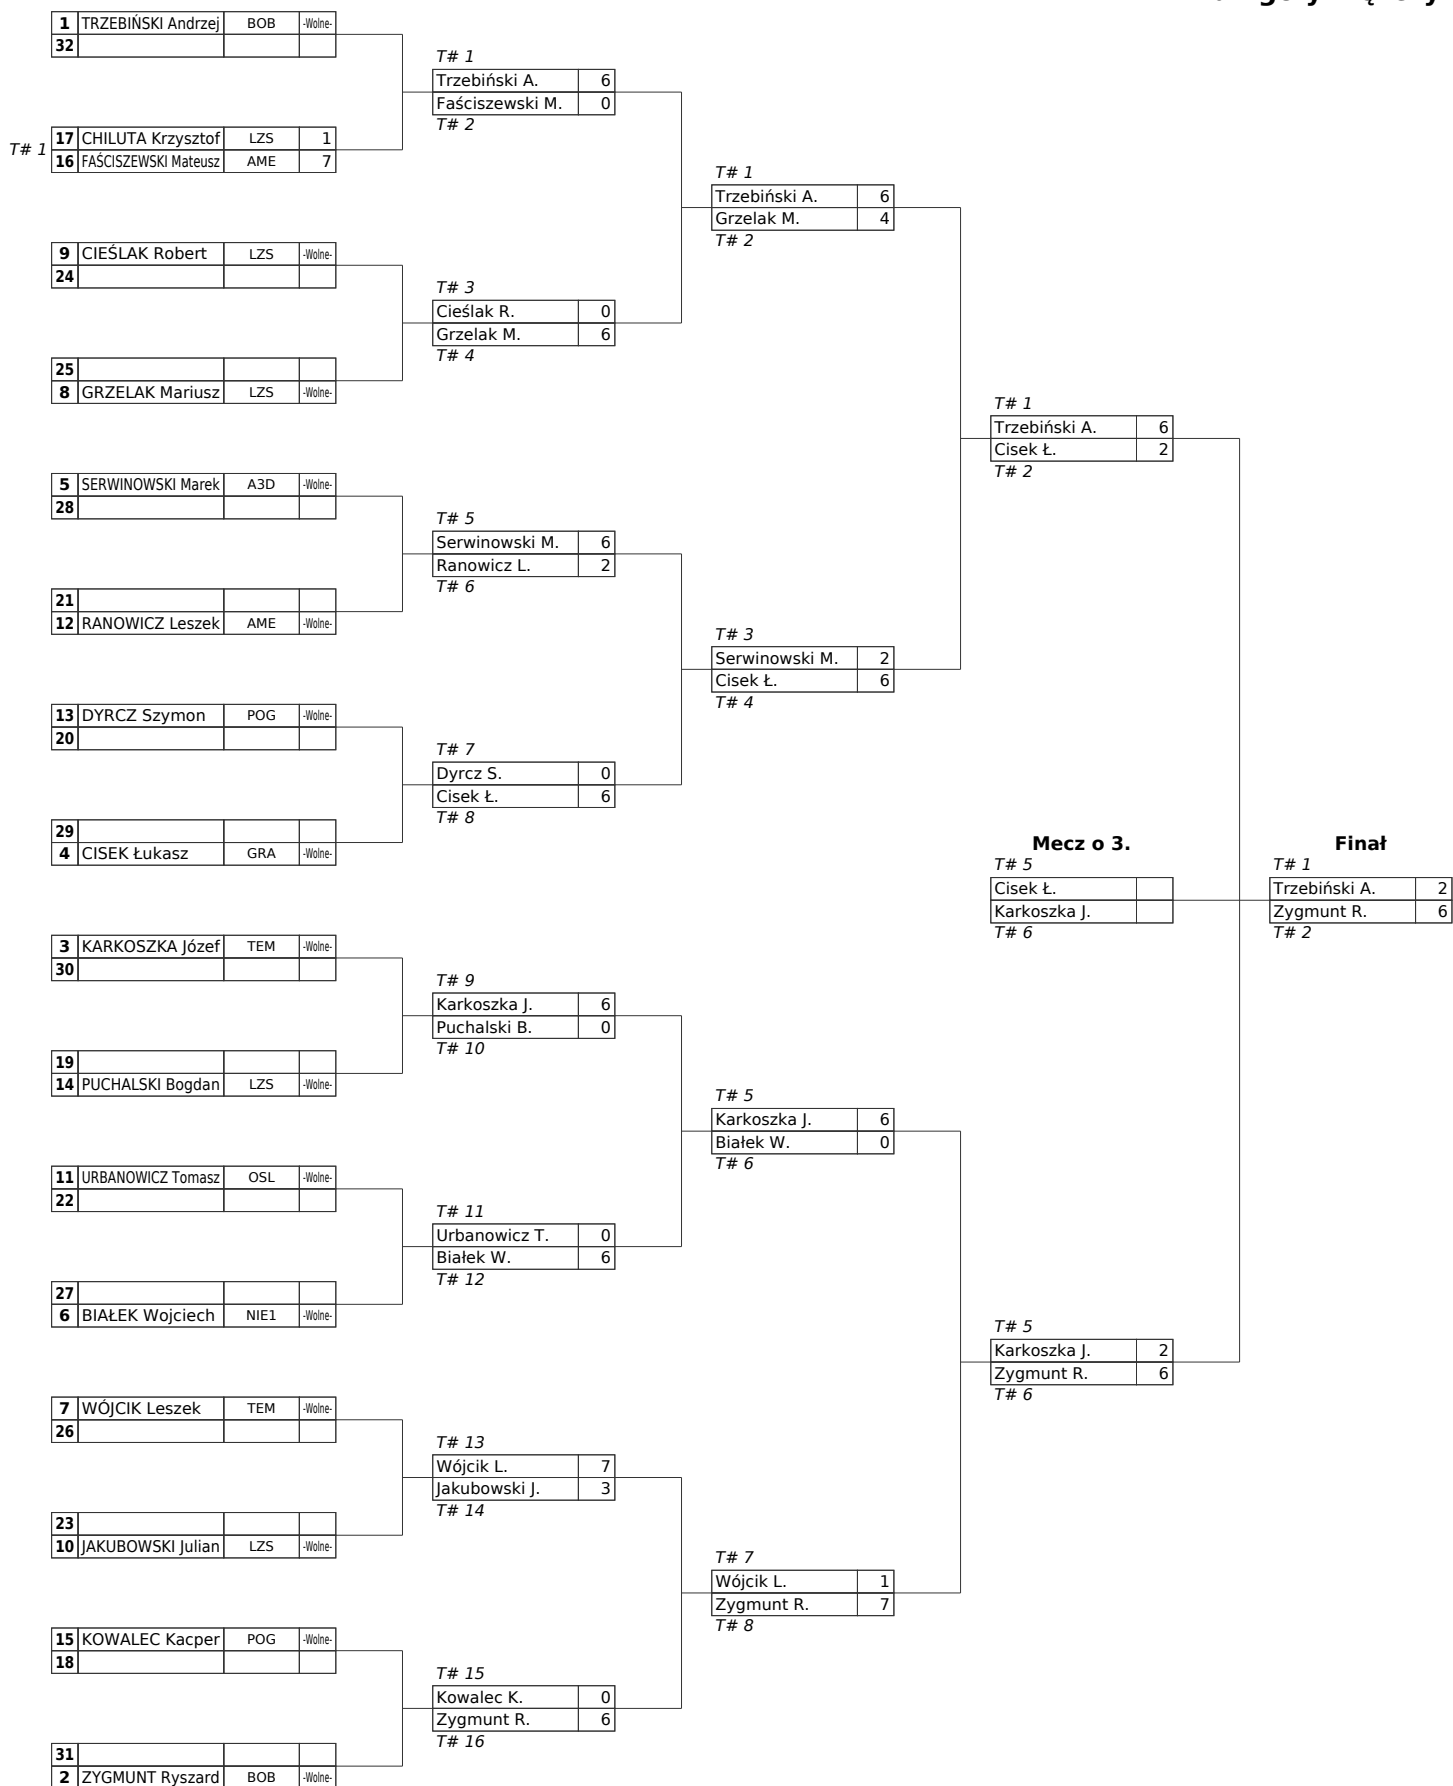 1 TRZEBIŃSKI Andrzej BOB -Wolne-
32
T# 1
Trzebiński A. 6
Faściszewski M. 0
T# 2
T# 1
17 CHILUTA Krzysztof LZS 1
16 FAŚCISZEWSKI Mateusz AME 7
T# 1
Trzebiński A. 6
Grzelak M. 4
T# 2
9 CIEŚLAK Robert LZS -Wolne-
24
T# 3
Cieślak R. 0
Grzelak M. 6
T# 4
25
8 GRZELAK Mariusz LZS -Wolne-
T# 1
Trzebiński A. 6
Cisek Ł. 2
T# 2
5 SERWINOWSKI Marek A3D -Wolne-
28
T# 5
Serwinowski M. 6
Ranowicz L. 2
T# 6
21
12 RANOWICZ Leszek AME -Wolne-
T# 3
Serwinowski M. 2
Cisek Ł. 6
T# 4
13 DYRCZ Szymon POG -Wolne-
20
T# 7
Dyrcz S. 0
Cisek Ł. 6
T# 8
29
4 CISEK Łukasz GRA -Wolne-
Mecz o 3.
T# 5
Cisek Ł.
Karkoszka J.
T# 6
Finał
T# 1
Trzebiński A. 2
Zygmunt R. 6
T# 2
3 KARKOSZKA Józef TEM -Wolne-
30
T# 9
Karkoszka J. 6
Puchalski B. 0
T# 10
19
14 PUCHALSKI Bogdan LZS -Wolne-
T# 5
Karkoszka J. 6
Białek W. 0
T# 6
11 URBANOWICZ Tomasz OSL -Wolne-
22
T# 11
Urbanowicz T. 0
Białek W. 6
T# 12
27
6 BIAŁEK Wojciech NIE1 -Wolne-
T# 5
Karkoszka J. 2
Zygmunt R. 6
T# 6
7 WÓJCIK Leszek TEM -Wolne-
26
T# 13
Wójcik L. 7
Jakubowski J. 3
T# 14
23
10 JAKUBOWSKI Julian LZS -Wolne-
T# 7
Wójcik L. 1
Zygmunt R. 7
T# 8
15 KOWALEC Kacper POG -Wolne-
18
T# 15
Kowalec K. 0
Zygmunt R. 6
T# 16
31
2 ZYGMUNT Ryszard BOB -Wolne-